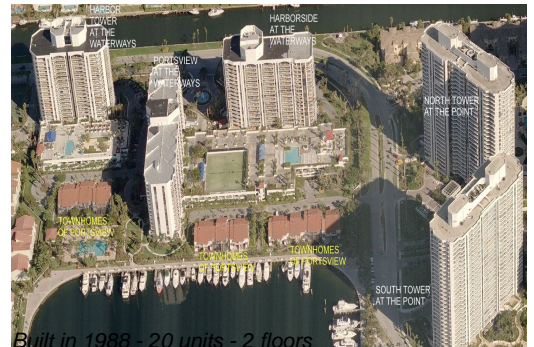 HARBOR
TOWER
AT THE
WATERWAYS
HARBORSIDE
AT THE
WATERWAYS
PORTSVIEW
AT THE
WATERWAYS
NORTH TOWER
AT THE POINT
TOWNHOMES
OF PORTSVIEW
TOWNHOMES
OF PORTSVIEW
TOWNHOMES
OF PORTSVIEW
SOUTH TOWER
AT THE POINT
Built in 1988 - 20 units - 2 floors